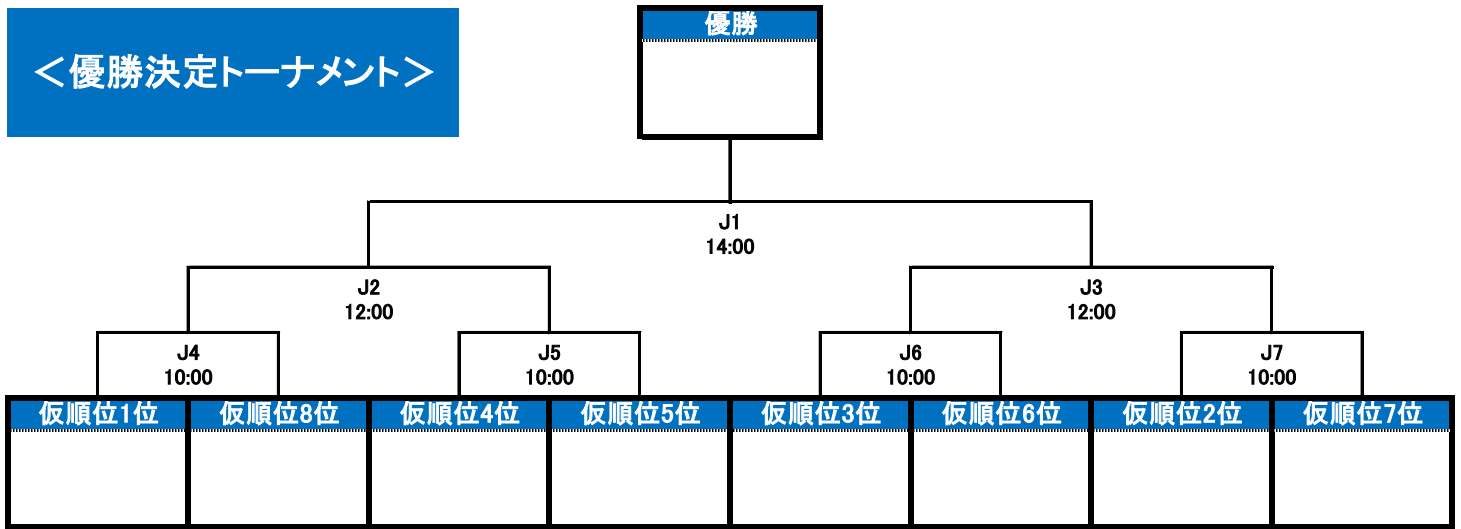 ＜優勝決定トーナメント＞
優勝
J1
14:00
J2
12:00
J3
12:00
J4
10:00
J5
10:00
J6
10:00
J7
10:00
仮順位1位
仮順位8位
仮順位4位
仮順位5位
仮順位3位
仮順位6位
仮順位2位
仮順位7位